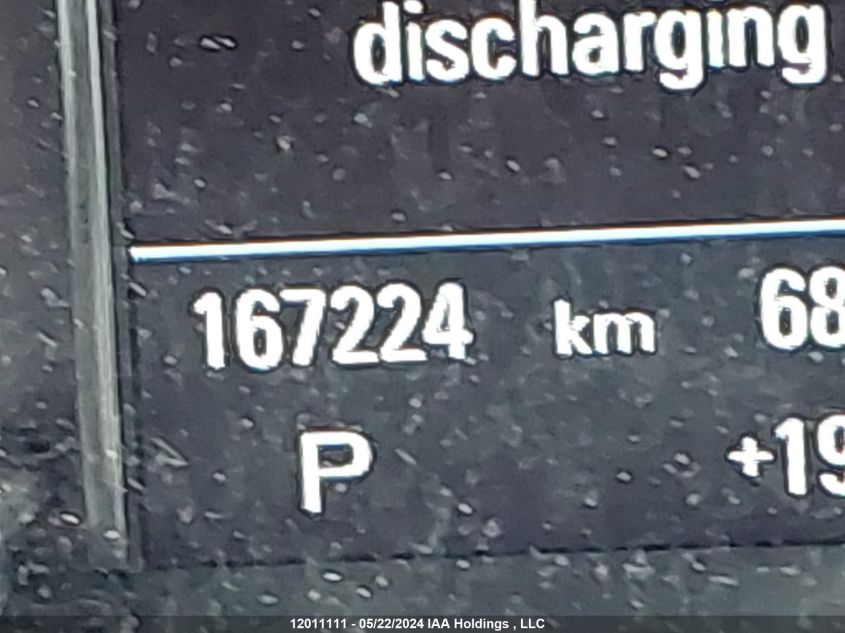 discharging
167224 km 68
P +19
12011111 - 05/22/2024 IAA Holdings , LLC